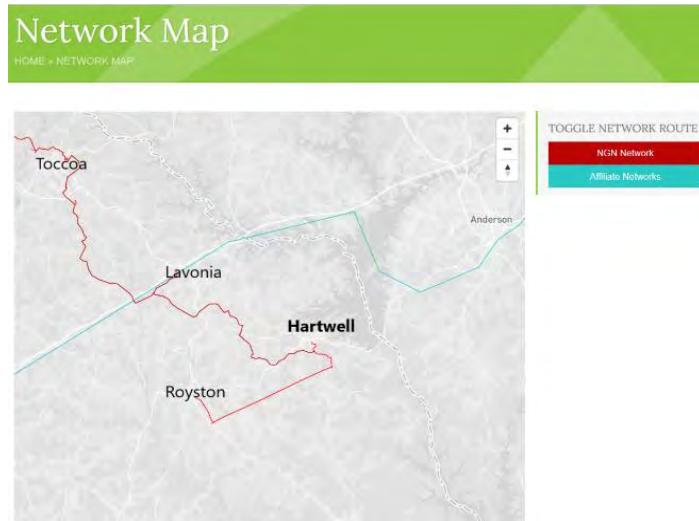 Network Map
HOME » NETWORK MAP
+
−
TOGGLE NETWORK ROUTE
NGN Network
Affiliate Networks
Toccoa
Anderson
Lavonia
Hartwell
Royston